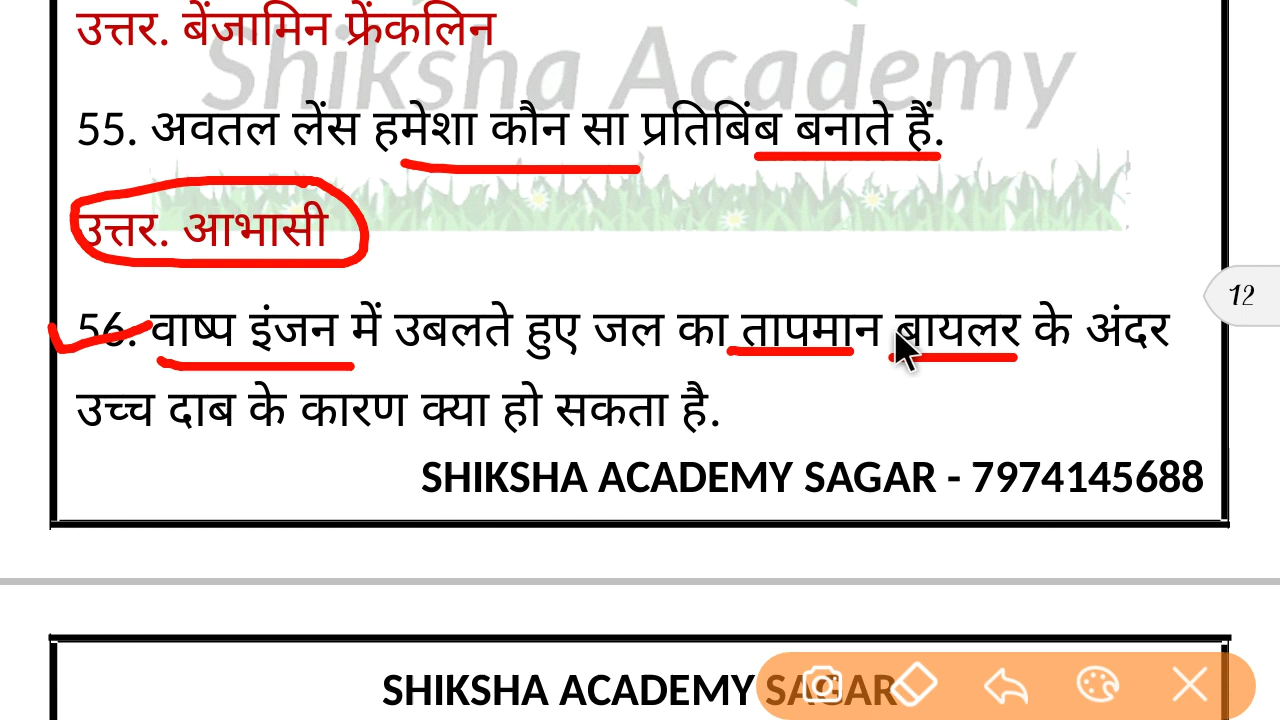 उत्तर. बेंजामिन फ्रेंकलिन
Shiksha Academy
55. अवतल लेंस हमेशा कौन सा प्रतिबिंब बनाते हैं.
उत्तर. आभासी
12
56. वाष्प इंजन में उबलते हुए जल का तापमान बायलर के अंदर
उच्च दाब के कारण क्या हो सकता है.
SHIKSHA ACADEMY SAGAR - 7974145688
SHIKSHA ACADEMY SAGAR